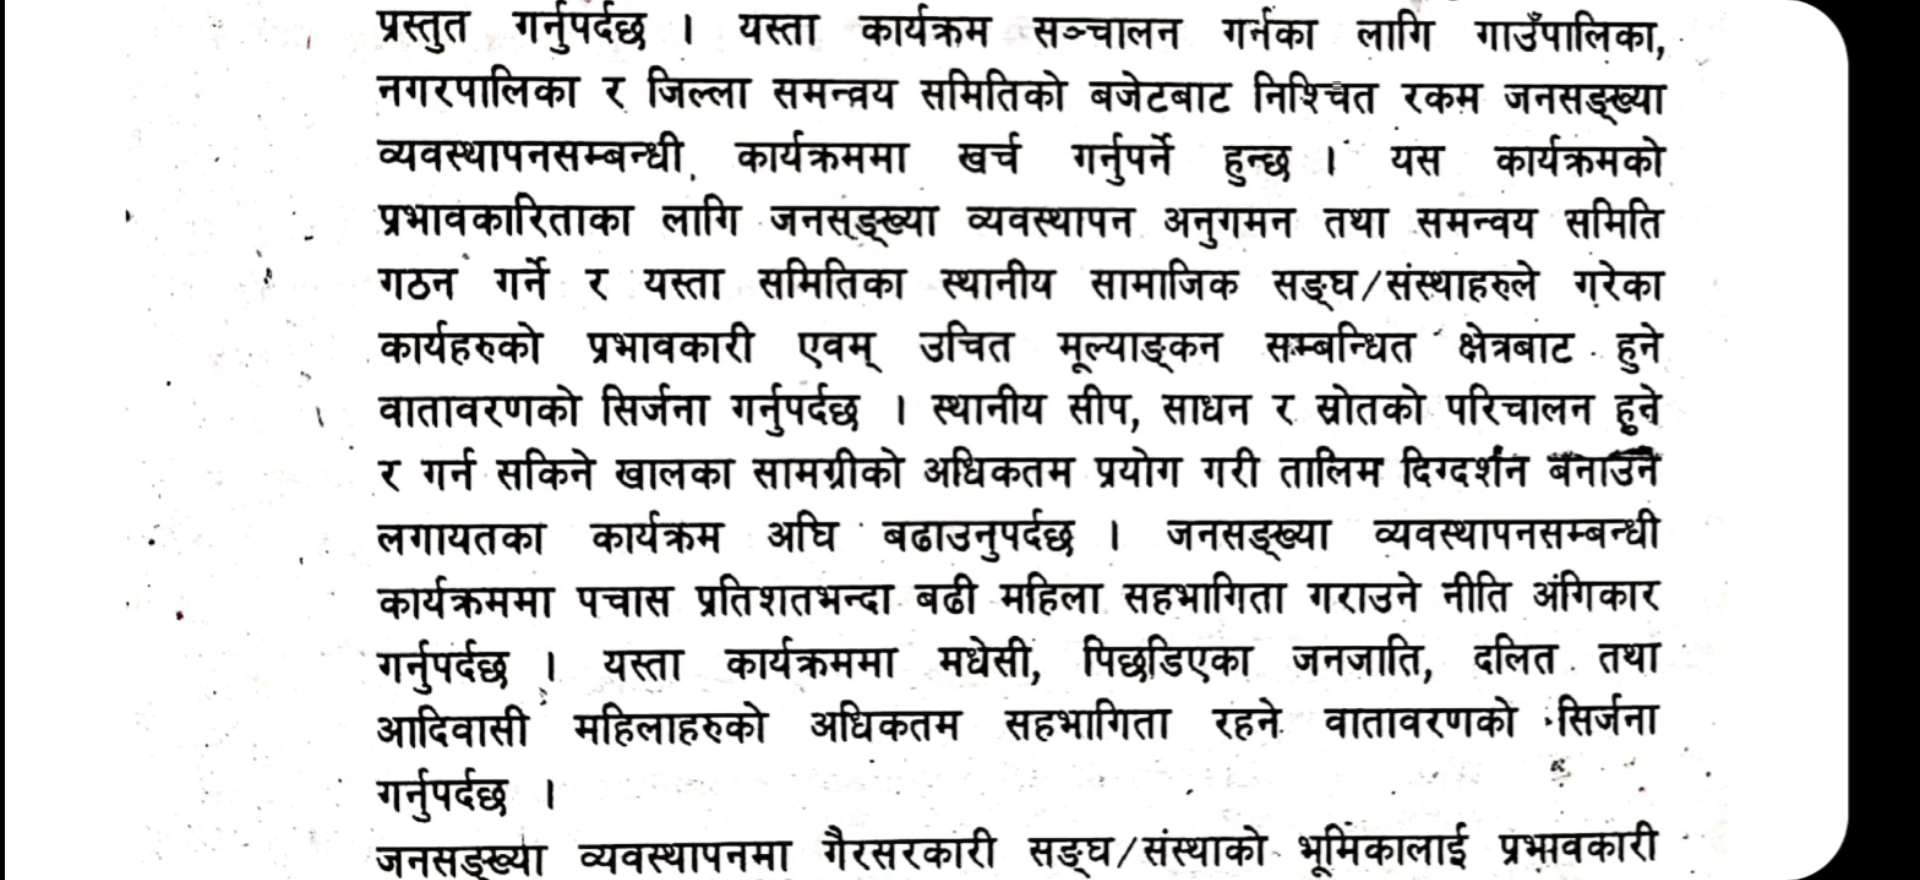 प्रस्तुत गर्नुपर्दछ । यस्ता कार्यक्रम सञ्चालन गर्नका लागि गाउँपालिका,
नगरपालिका र जिल्ला समन्वय समितिको बजेटबाट निश्चित रकम जनसङ्ख्या
व्यवस्थापनसम्बन्धी कार्यक्रममा खर्च गर्नुपर्ने हुन्छ । यस कार्यक्रमको
प्रभावकारिताका लागि जनसङ्ख्या व्यवस्थापन अनुगमन तथा समन्वय समिति
गठन गर्ने र यस्ता समितिका स्थानीय सामाजिक सङ्घ/संस्थाहरुले गरेका
कार्यहरुको प्रभावकारी एवम् उचित मूल्याङ्कन सम्बन्धित क्षेत्रबाट हुने
वातावरणको सिर्जना गर्नुपर्दछ । स्थानीय सीप, साधन र स्रोतको परिचालन हुने
र गर्न सकिने खालका सामग्रीको अधिकतम प्रयोग गरी तालिम दिग्दर्शन बनाउने
लगायतका कार्यक्रम अघि बढाउनुपर्दछ । जनसङ्ख्या व्यवस्थापनसम्बन्धी
कार्यक्रममा पचास प्रतिशतभन्दा बढी महिला सहभागिता गराउने नीति अंगिकार
गर्नुपर्दछ । यस्ता कार्यक्रममा मधेसी, पिछडिएका जनजाति, दलित तथा
आदिवासी महिलाहरुको अधिकतम सहभागिता रहने वातावरणको सिर्जना
गर्नुपर्दछ ।
जनसङ्ख्या व्यवस्थापनमा गैरसरकारी सङ्घ/संस्थाको भूमिकालाई प्रभावकारी